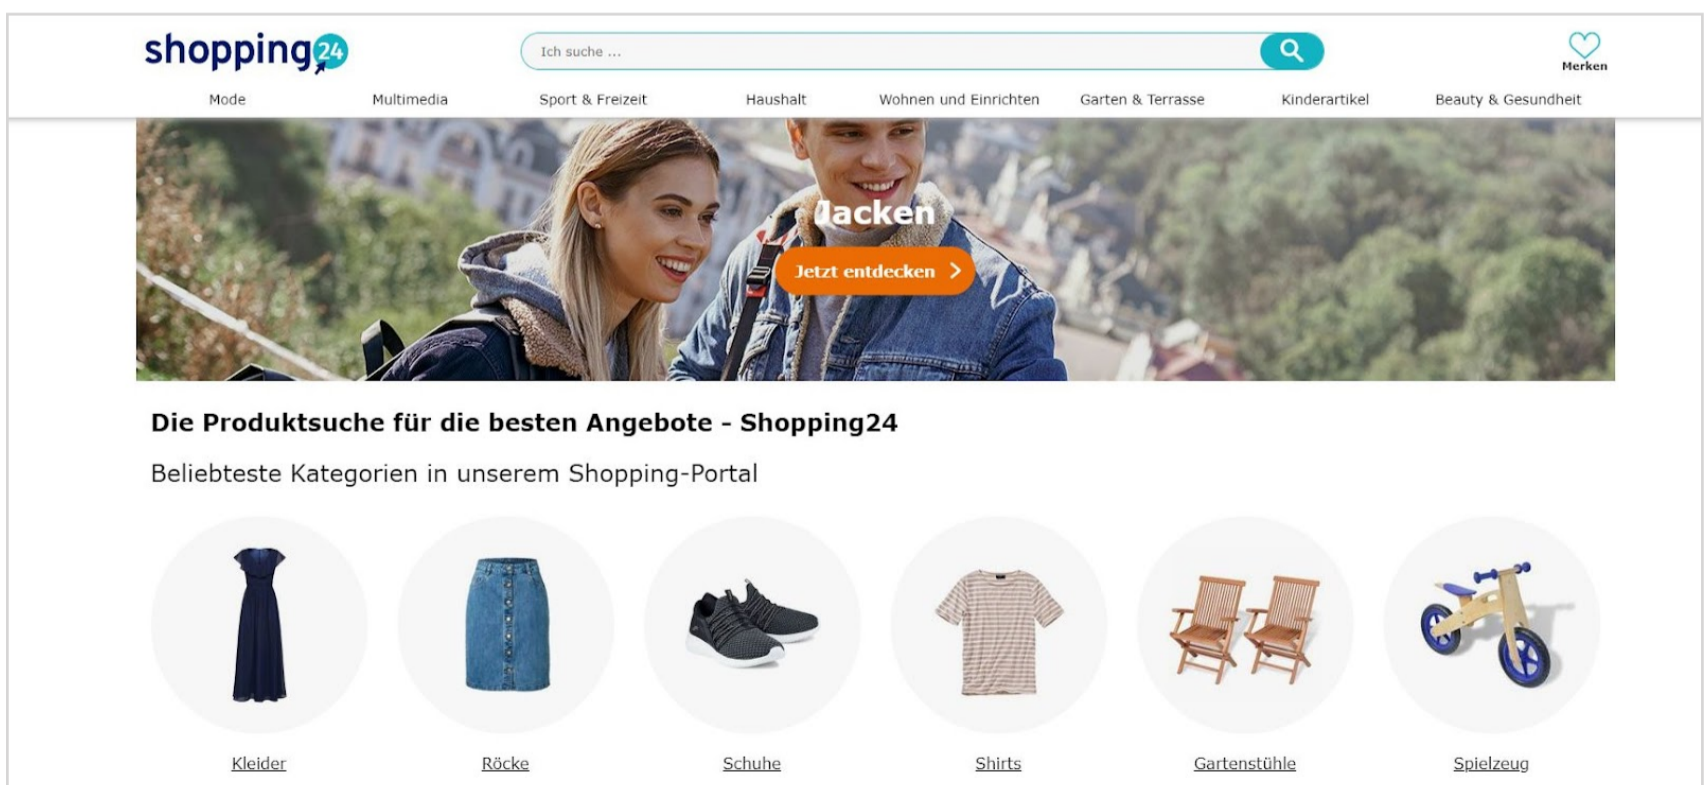 shopping24
Ich suche ...
Merken
Mode Multimedia Sport & Freizeit Haushalt Wohnen und Einrichten Garten & Terrasse Kinderartikel Beauty & Gesundheit
Jacken
Jetzt entdecken
Die Produktsuche für die besten Angebote - Shopping24
Beliebteste Kategorien in unserem Shopping-Portal
Kleider Röcke Schuhe Shirts Gartenstühle Spielzeug